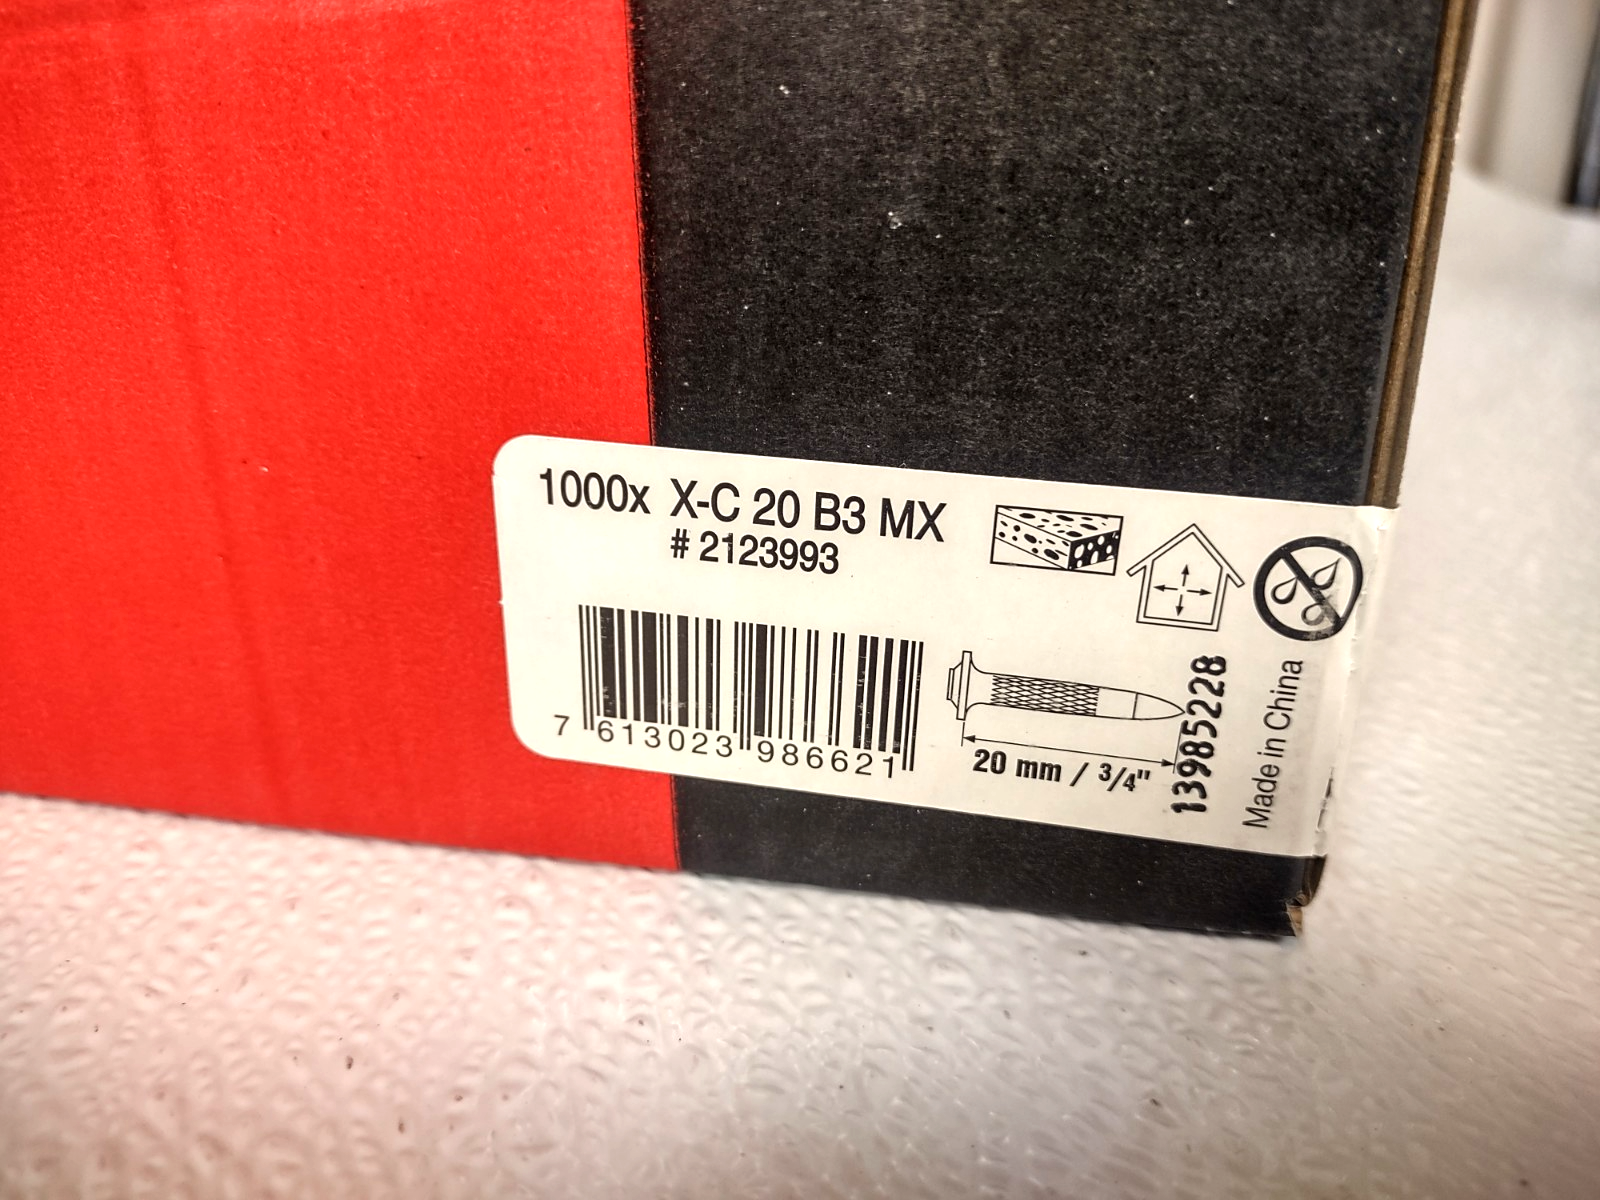 1000x X-C 20 B3 MX
# 2123993
7 613023 986621
20 mm / 3/4"
13985228
Made in China